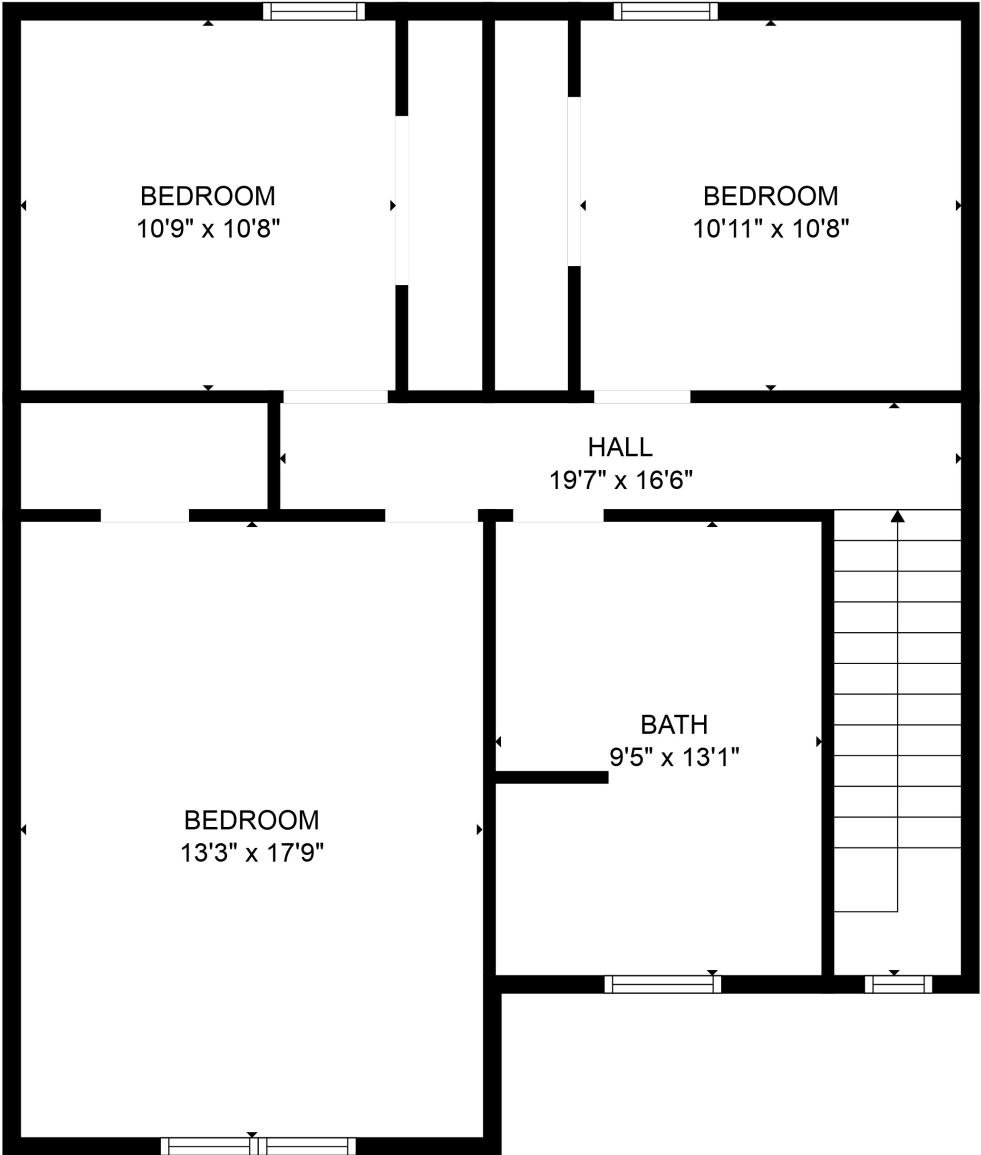 BEDROOM
10'9" x 10'8"
BEDROOM
10'11" x 10'8"
HALL
19'7" x 16'6"
BATH
9'5" x 13'1"
BEDROOM
13'3" x 17'9"